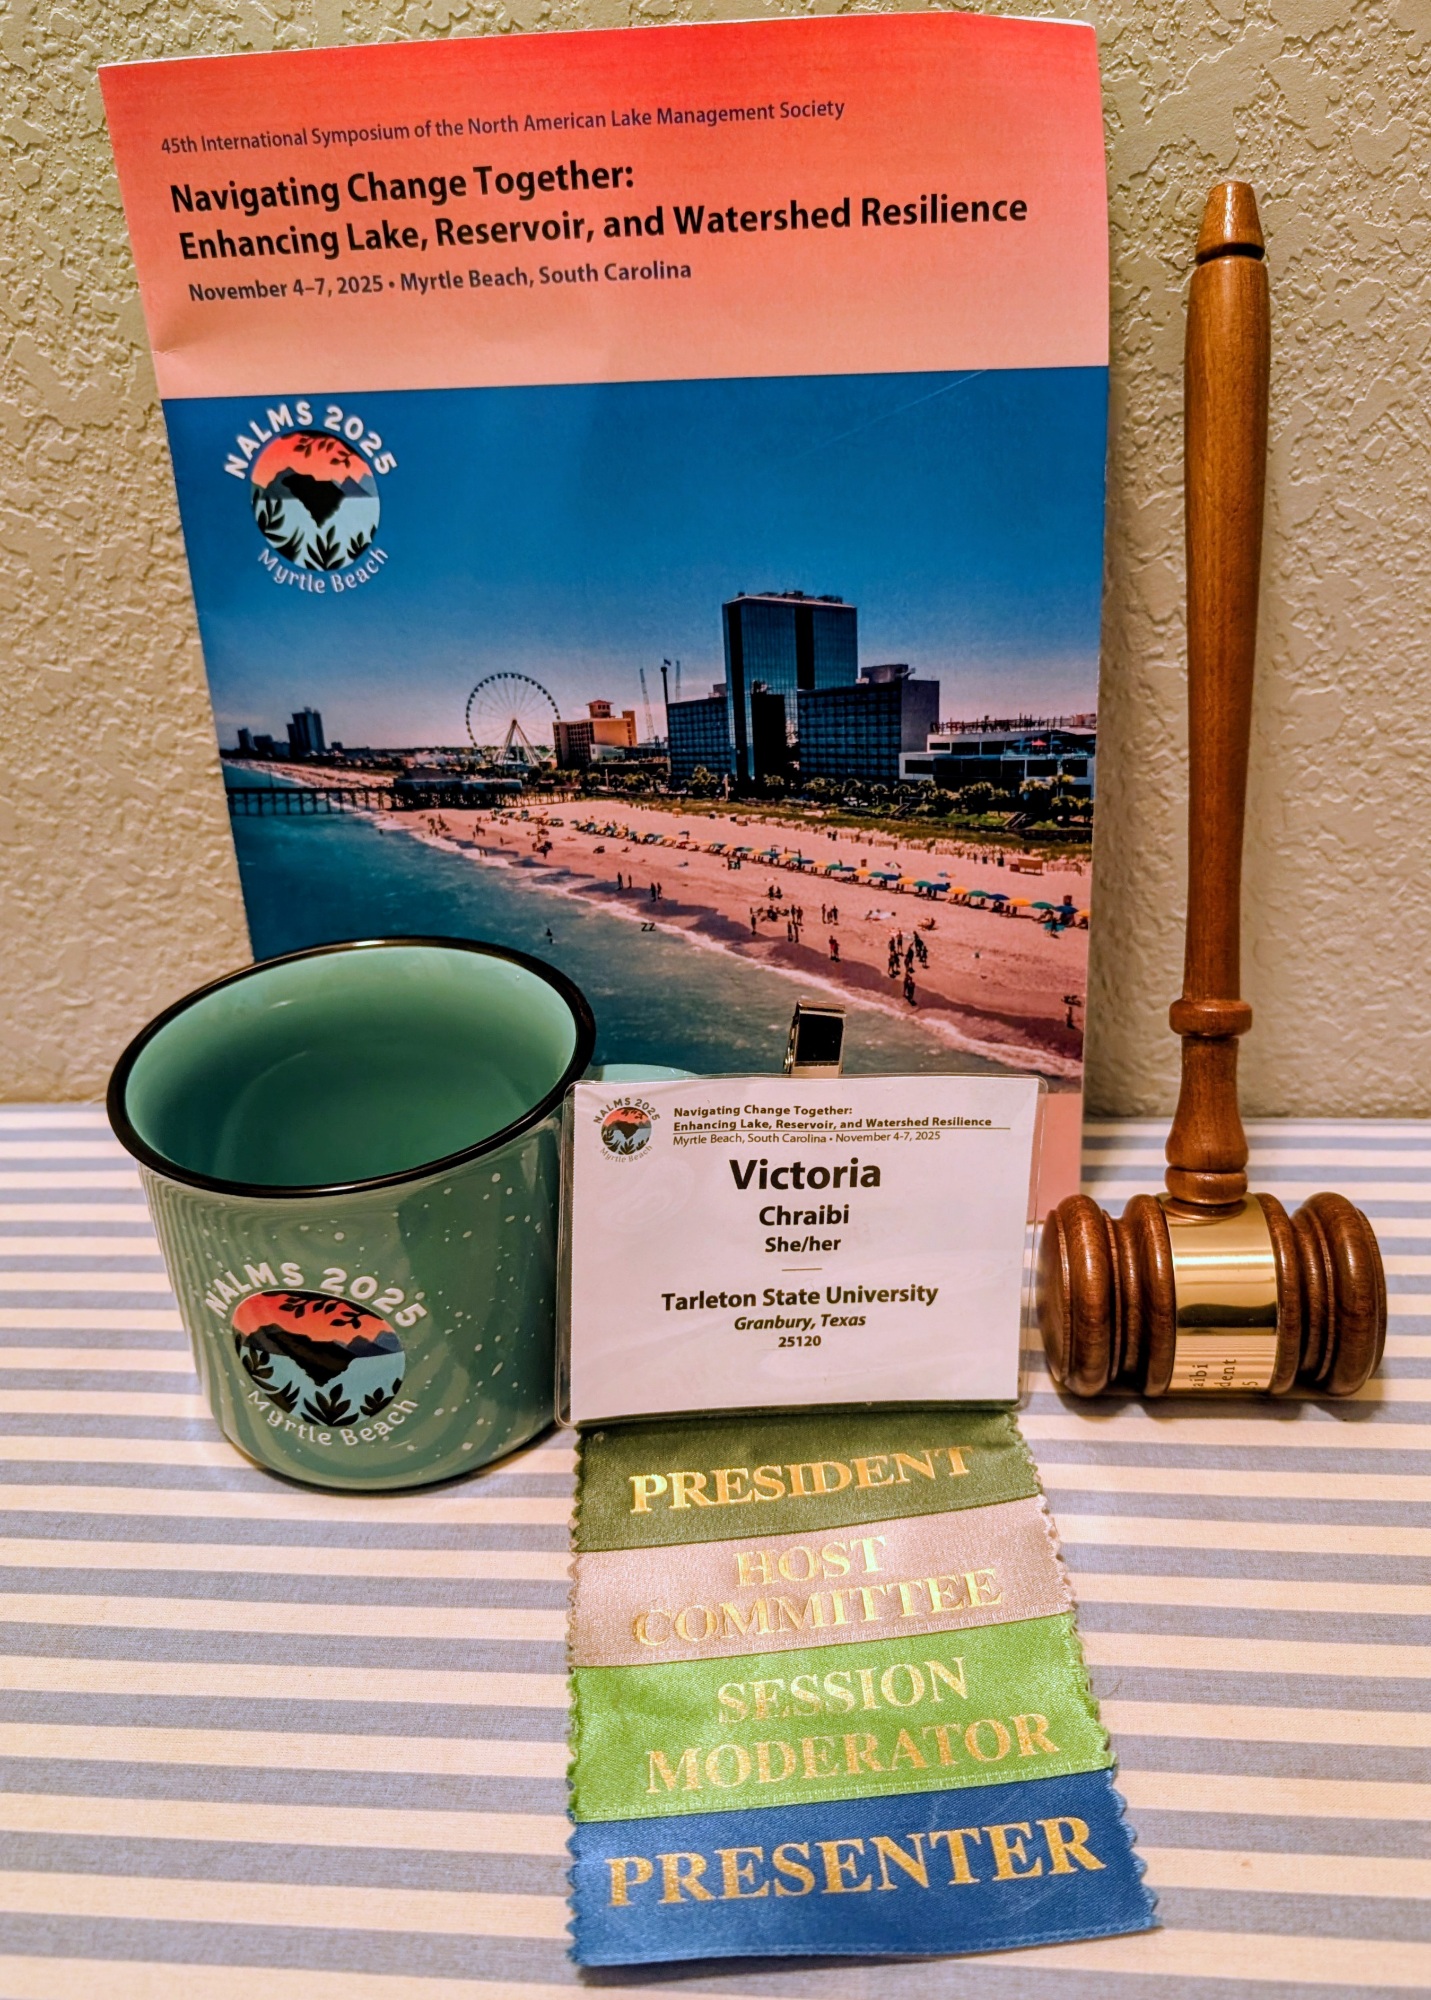 45th International Symposium of the North American Lake Management Society
Navigating Change Together:
Enhancing Lake, Reservoir, and Watershed Resilience
November 4–7, 2025 • Myrtle Beach, South Carolina
NALMS 2025
Myrtle Beach
NALMS 2025
Myrtle Beach
NALMS 2025
Myrtle Beach
Navigating Change Together:
Enhancing Lake, Reservoir, and Watershed Resilience
Myrtle Beach, South Carolina • November 4-7, 2025
Victoria
Chraibi
She/her
Tarleton State University
Granbury, Texas
25120
PRESIDENT
HOST
COMMITTEE
SESSION
MODERATOR
PRESENTER
aibi
dent
5